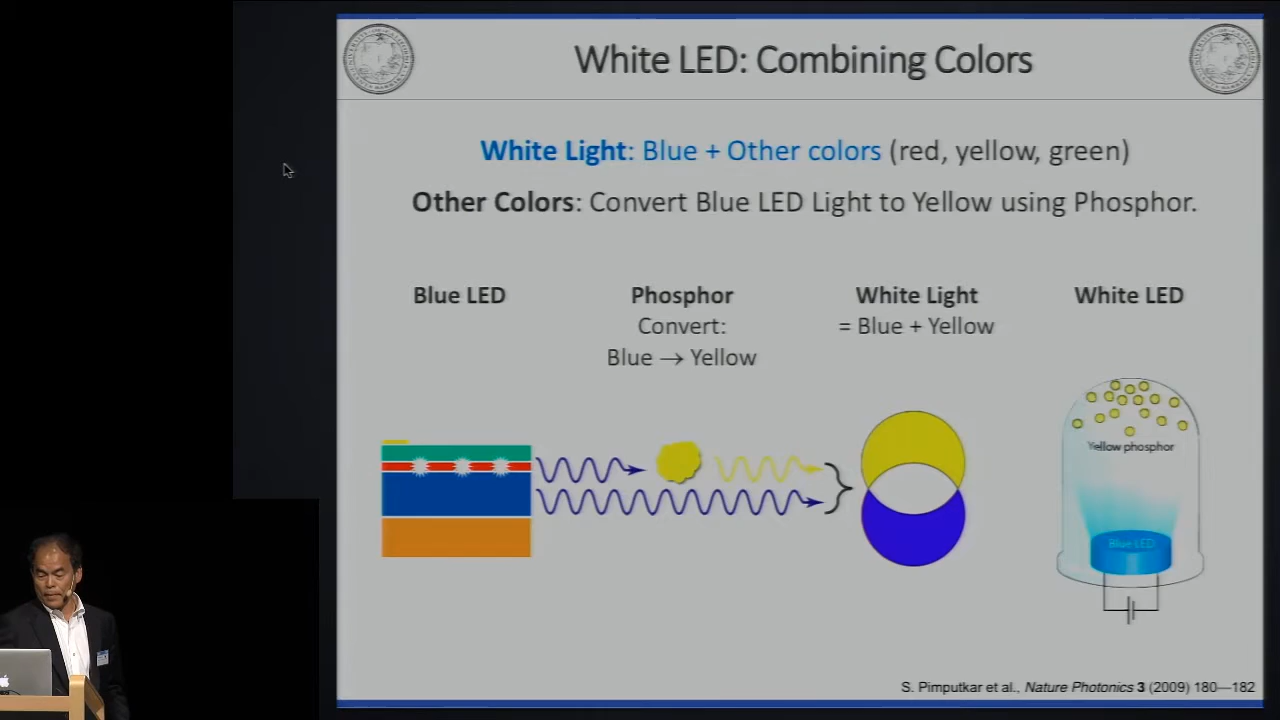 White LED: Combining Colors
White Light: Blue + Other colors (red, yellow, green)
Other Colors: Convert Blue LED Light to Yellow using Phosphor.
Blue LED
Phosphor
Convert:
Blue → Yellow
White Light
= Blue + Yellow
White LED
Yellow phosphor
Blue LED
S. Pimputkar et al., Nature Photonics 3 (2009) 180—182